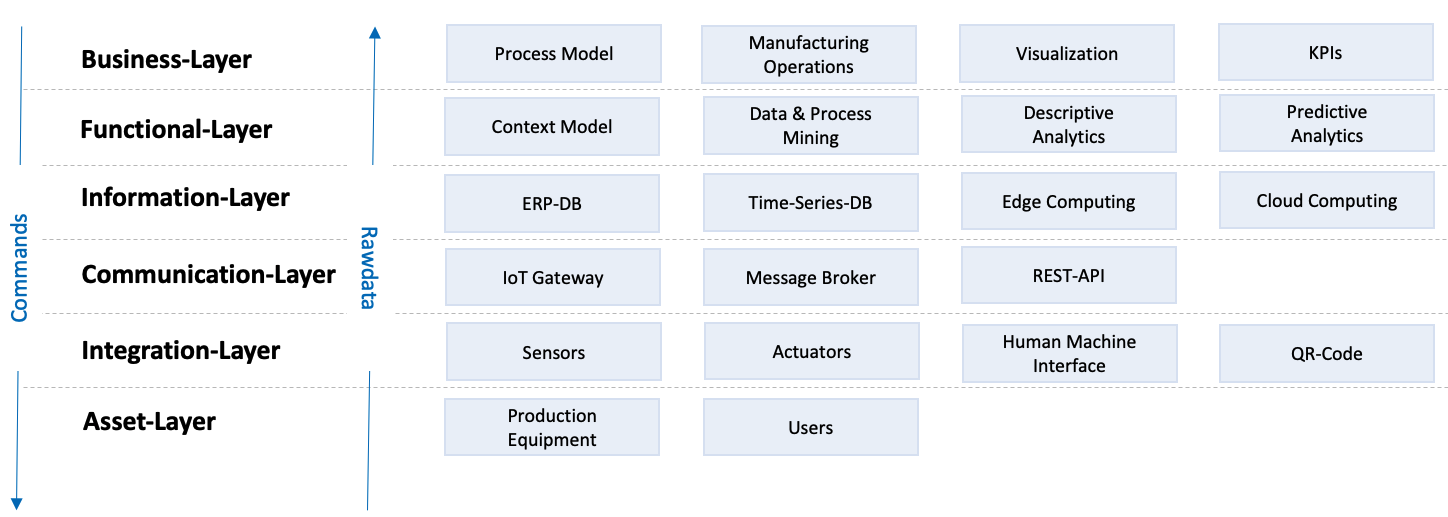 Business-Layer
Process Model
Manufacturing
Operations
Visualization
KPIs
Functional-Layer
Context Model
Data & Process
Mining
Descriptive
Analytics
Predictive
Analytics
Information-Layer
ERP-DB
Time-Series-DB
Edge Computing
Cloud Computing
Commands
Rawdata
Communication-Layer
IoT Gateway
Message Broker
REST-API
Integration-Layer
Sensors
Actuators
Human Machine
Interface
QR-Code
Asset-Layer
Production
Equipment
Users